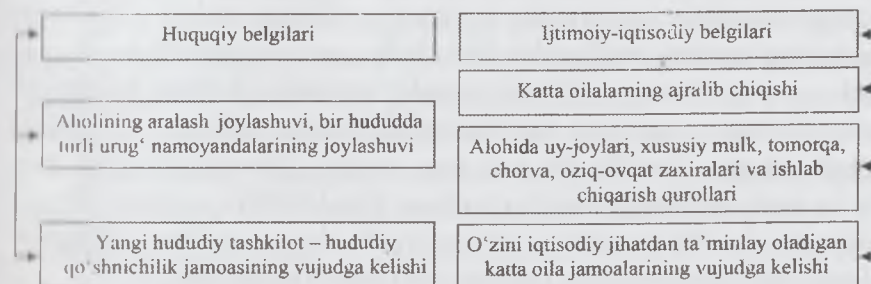 Huquqiy belgilari
Aholining aralash joylashuvi, bir hududda
turli urug‘ namoyandalarining joylashuvi
Yangi hududiy tashkilot – hududiy
qo‘shnichilik jamoasining vujudga kelishi
Ijtimoiy-iqtisodiy belgilari
Katta oilalarning ajralib chiqishi
Alohida uy-joylari, xususiy mulk, tomorqa,
chorva, oziq-ovqat zaxiralari va ishlab
chiqarish qurollari
O‘zini iqtisodiy jihatdan ta’minlay oladigan
katta oila jamoalarining vujudga kelishi